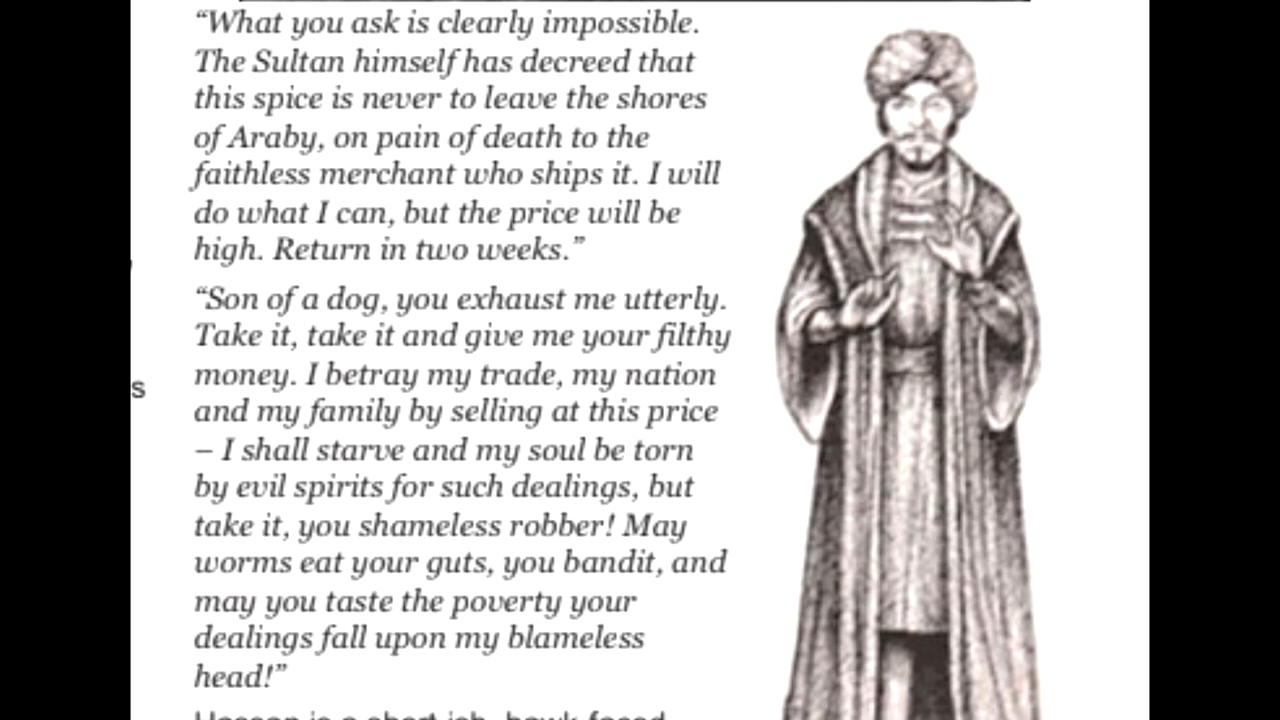 “What you ask is clearly impossible.
The Sultan himself has decreed that
this spice is never to leave the shores
of Araby, on pain of death to the
faithless merchant who ships it. I will
do what I can, but the price will be
high. Return in two weeks.”
“Son of a dog, you exhaust me utterly.
Take it, take it and give me your filthy
money. I betray my trade, my nation
and my family by selling at this price
– I shall starve and my soul be torn
by evil spirits for such dealings, but
take it, you shameless robber! May
worms eat your guts, you bandit, and
may you taste the poverty your
dealings fall upon my blameless
head!”
s